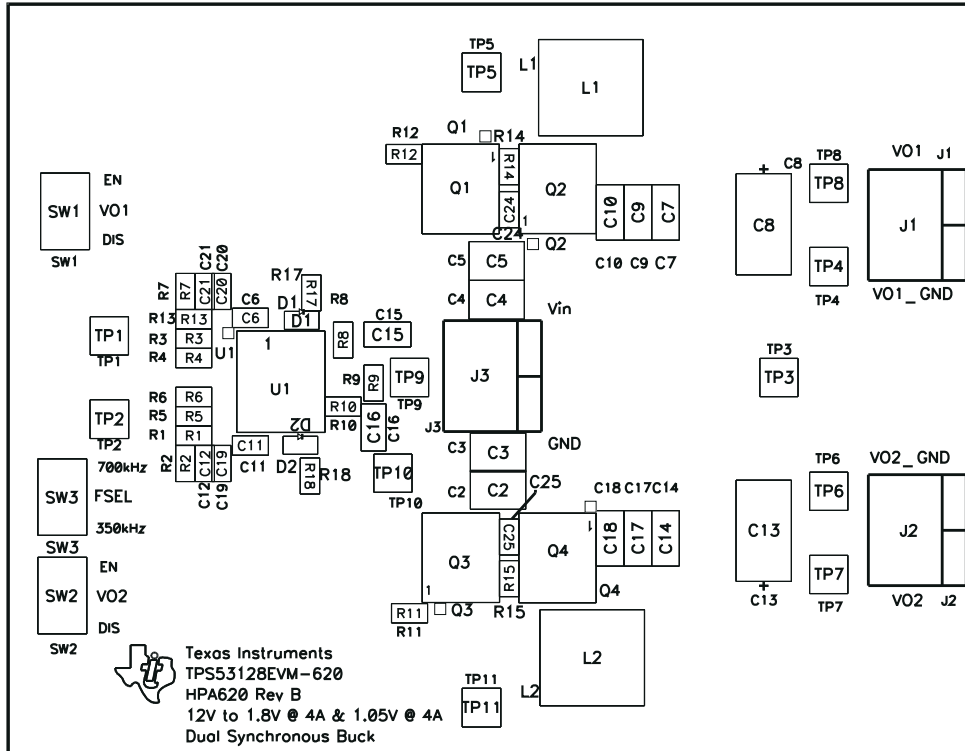 TP5
TP5
L1
L1
R12
Q1
R14
R12
Q1
1
R14
Q2
1
C24
C24
Q2
C10
C9
C7
C10 C9 C7
C8
C8
+
TP8
TP8
VO1 J1
J1
TP4
TP4
VO1_GND
SW1
EN
VO1
DIS
SW1
C5
C5
C4
C4
Vin
C21
C20
R7
R7
C21
C20
C6
C6
R17
R17
D1
D1
R8
R8
C15
C15
R13
R13
R3
R3
R4
R4
U1
1
U1
TP1
TP1
R9
R9
TP9
TP9
J3
J3
TP3
TP3
R6
R6
R5
R5
R1
R1
R2
R2
C12
C19
C12
C19
C11
C11
D2
D2
R10
R10
C16
C16
R18
R18
TP10
TP10
TP2
TP2
GND
C3
C3
C2
C2
C25
700kHz
SW3
FSEL
350kHz
SW3
EN
SW2
VO2
DIS
SW2
Q3
1
C25
R15
Q4
1
C18
C17
C14
C18 C17 C14
Q3
R15
Q4
R11
R11
C13
+
C13
TP6
TP6
VO2_GND
J2
TP7
TP7
VO2 J2
L2
L2
TP11
TP11
Texas Instruments
TPS53128EVM-620
HPA620 Rev B
12V to 1.8V @ 4A & 1.05V @ 4A
Dual Synchronous Buck